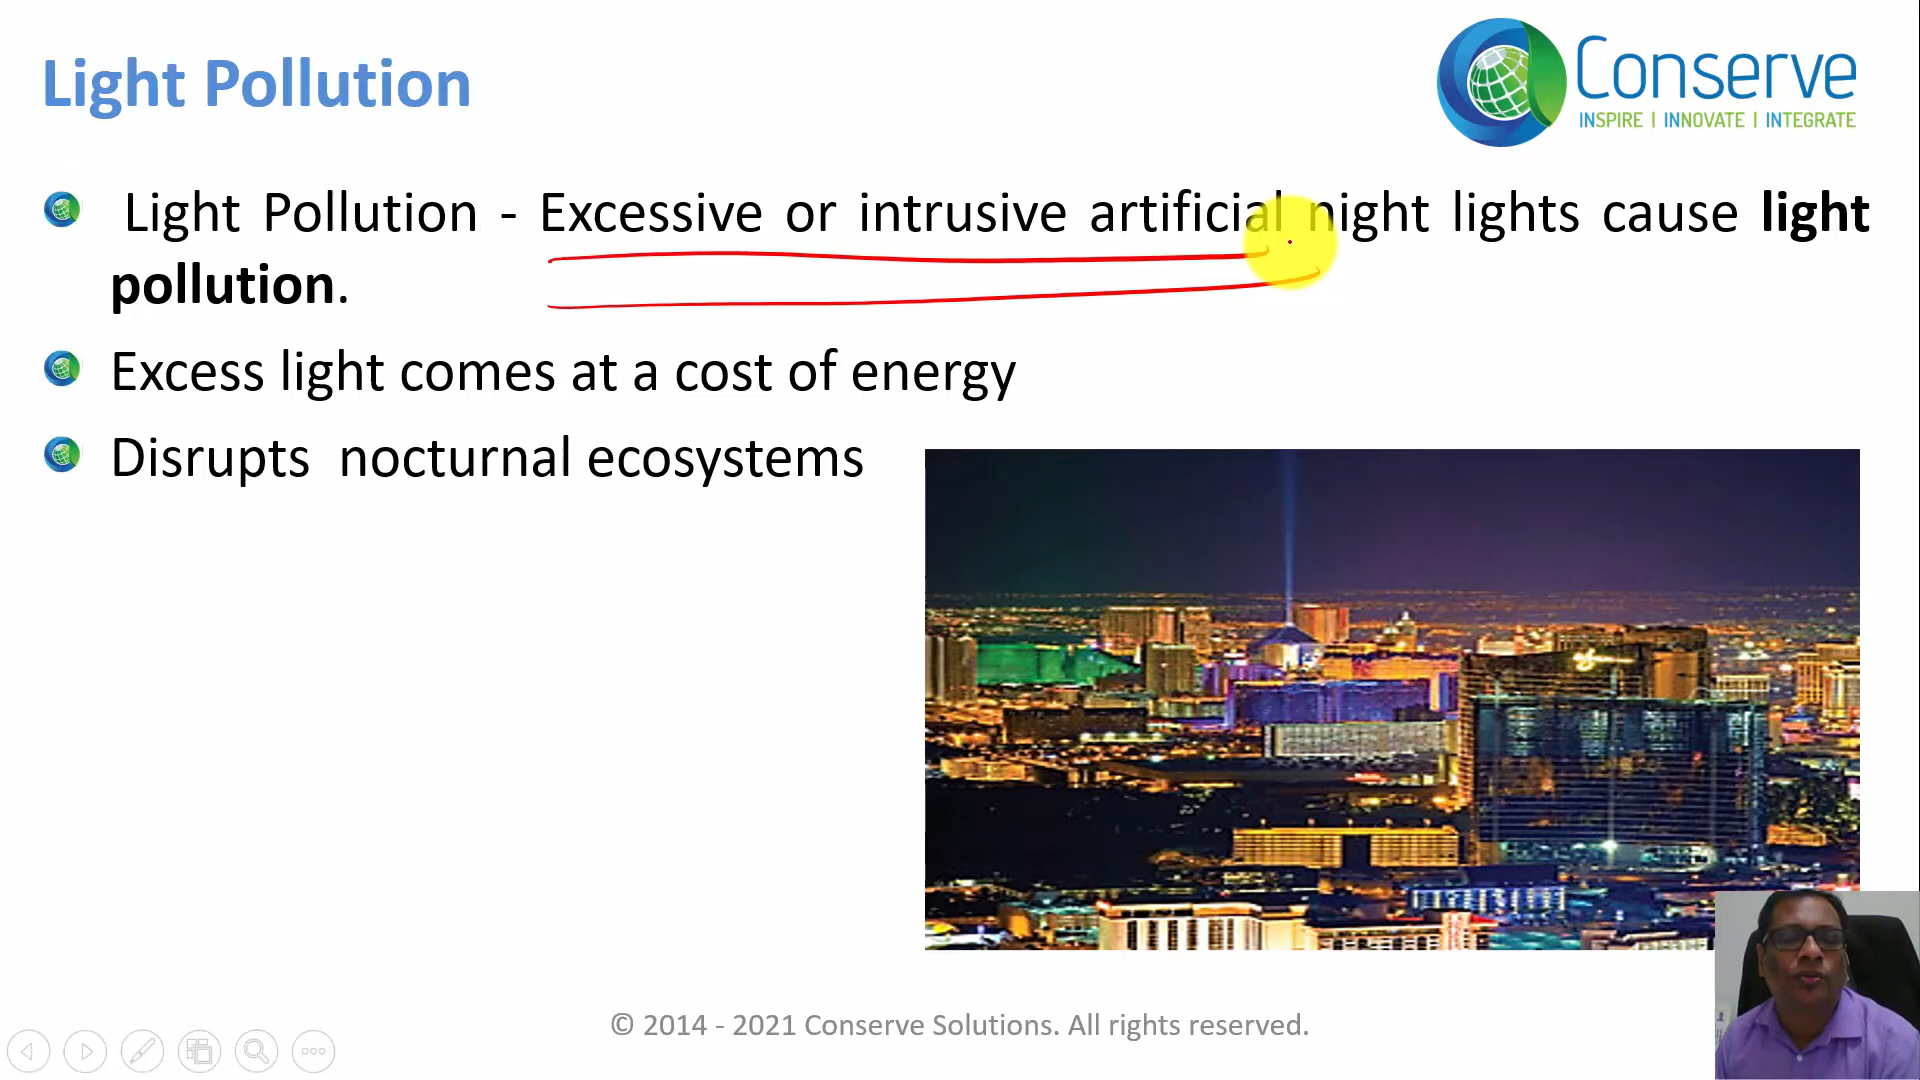 Light Pollution
Conserve
INSPIRE | INNOVATE | INTEGRATE
Light Pollution - Excessive or intrusive artificial night lights cause light
pollution.
Excess light comes at a cost of energy
Disrupts nocturnal ecosystems
© 2014 - 2021 Conserve Solutions. All rights reserved.